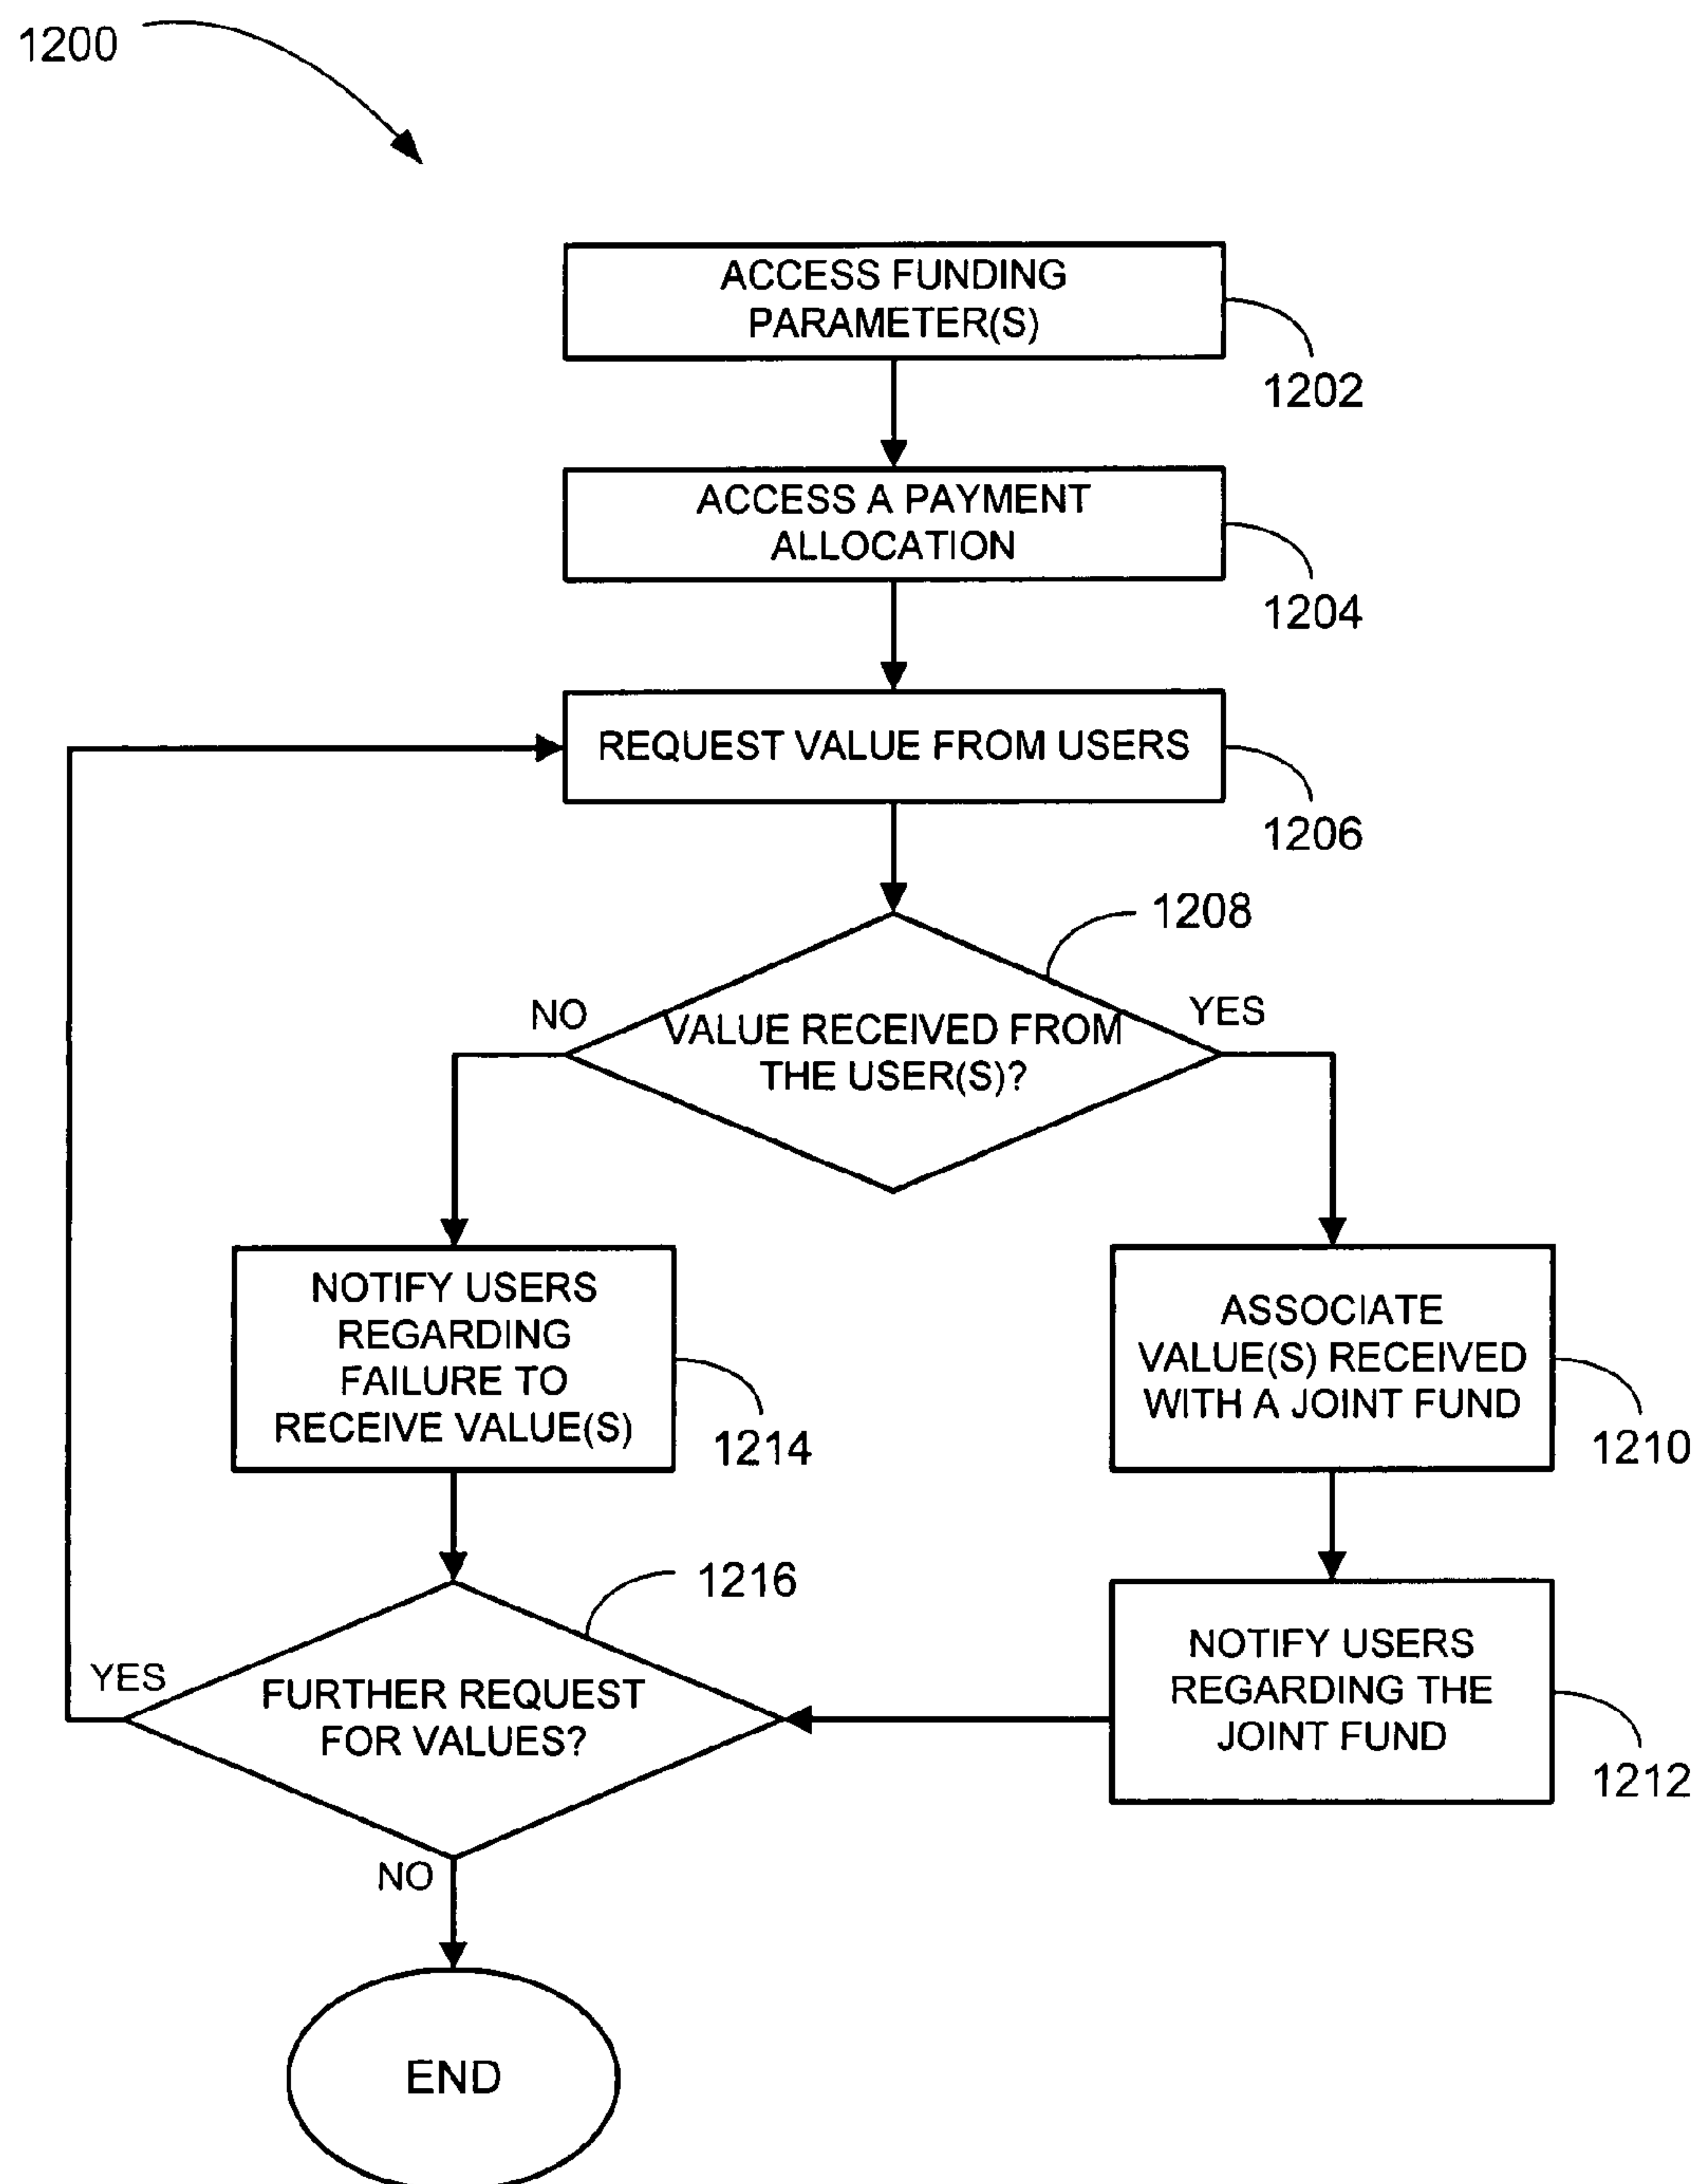 1200
ACCESS FUNDING
PARAMETER(S)
1202
ACCESS A PAYMENT
ALLOCATION
1204
REQUEST VALUE FROM USERS
1206
1208
NO
YES
VALUE RECEIVED FROM
THE USER(S)?
NOTIFY USERS
REGARDING
FAILURE TO
RECEIVE VALUE(S)
1214
ASSOCIATE
VALUE(S) RECEIVED
WITH A JOINT FUND
1210
1216
YES
FURTHER REQUEST
FOR VALUES?
NOTIFY USERS
REGARDING THE
JOINT FUND
1212
NO
END